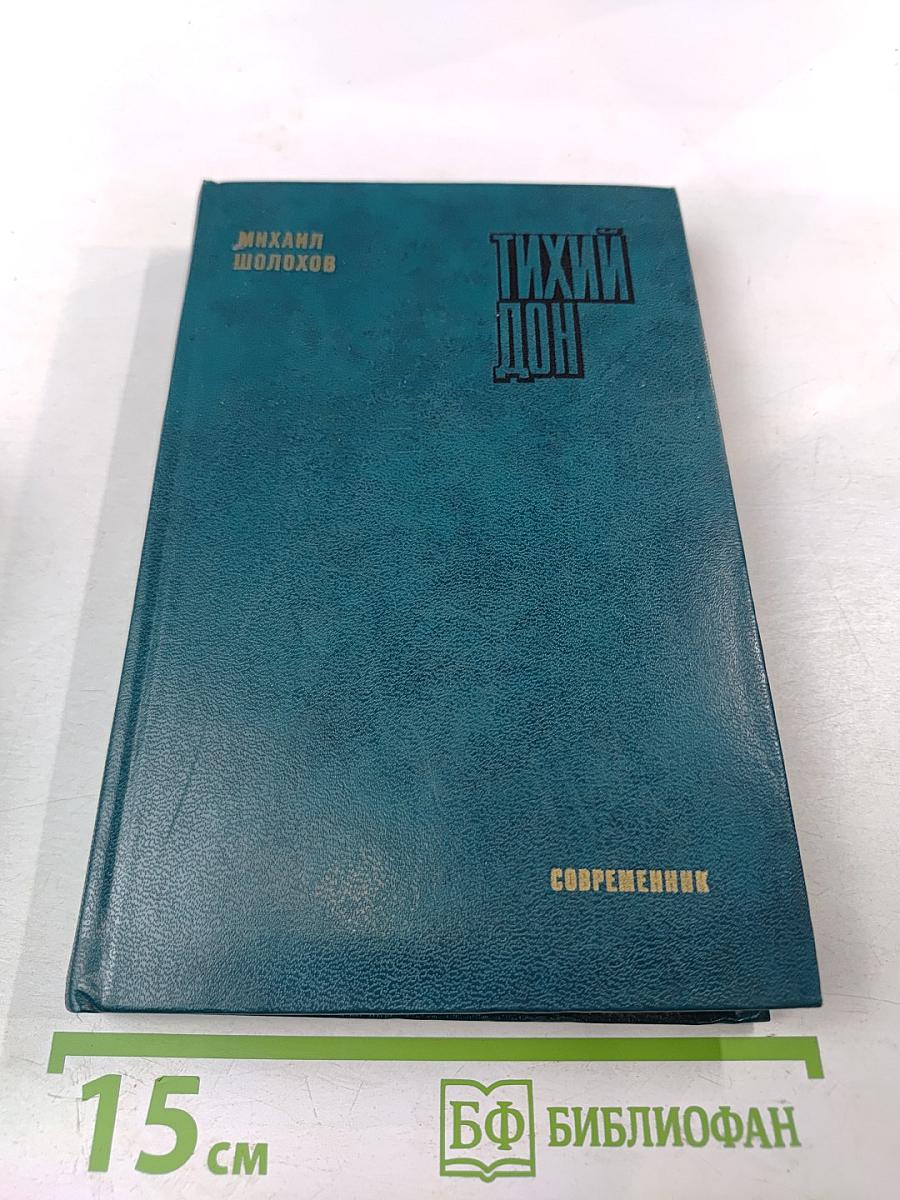 МИХАИЛ
ШОЛОХОВ
ТИХИЙ
ДОН
СОВРЕМЕННИК
15 см
БФ БИБЛИОФАН